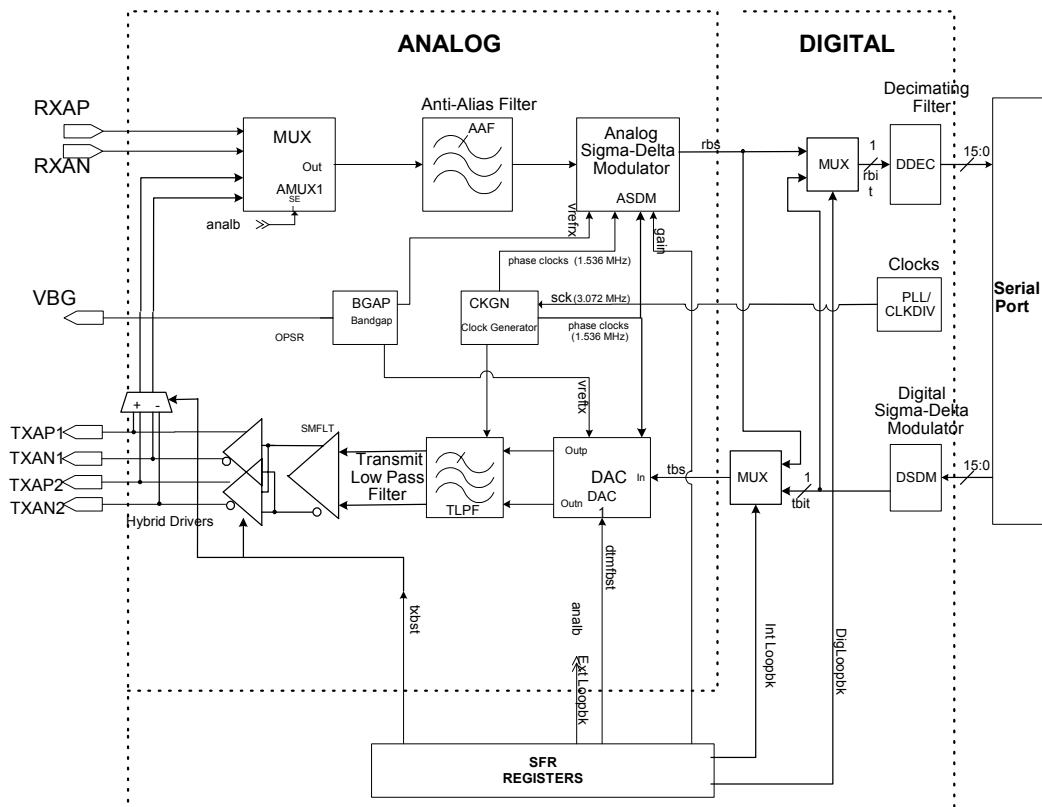 ANALOG
DIGITAL
RXAP
RXAN
MUX
Out
AMUX1
SE
analb
Anti-Alias Filter
AAF
Analog
Sigma-Delta
Modulator
ASDM
rbs
MUX
1
rbi
t
Decimating
Filter
DDEC
15:0
vrefrx
gain
phase clocks (1.536 MHz)
VBG
BGAP
Bandgap
OPSR
CKGN
Clock Generator
sck(3.072 MHz)
phase clocks
(1.536 MHz)
Clocks
PLL/
CLKDIV
Serial
Port
vreftx
+ -
TXAP1
TXAN1
TXAP2
TXAN2
Hybrid Drivers
SMFLT
Transmit
Low Pass
Filter
TLPF
Outp
DAC
In
DAC
Outn
1
tbs
MUX
1
tbit
Digital
Sigma-Delta
Modulator
DSDM
15:0
txbst
analb
Ext Loopbk
dtmfbst
Int Loopbk
DigLoopbk
SFR
REGISTERS